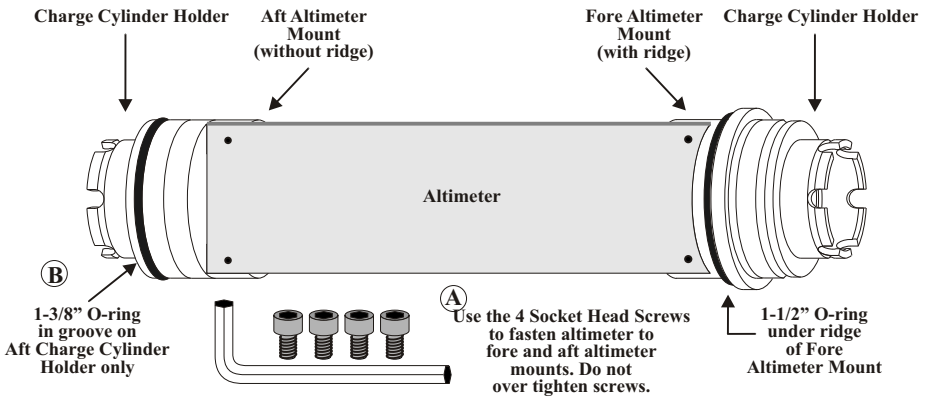 Charge Cylinder Holder
Aft Altimeter
Mount
(without ridge)
Fore Altimeter
Mount
(with ridge)
Charge Cylinder Holder
Altimeter
B
1-3/8” O-ring
in groove on
Aft Charge Cylinder
Holder only
A
Use the 4 Socket Head Screws
to fasten altimeter to
fore and aft altimeter
mounts. Do not
over tighten screws.
1-1/2” O-ring
under ridge
of Fore
Altimeter Mount